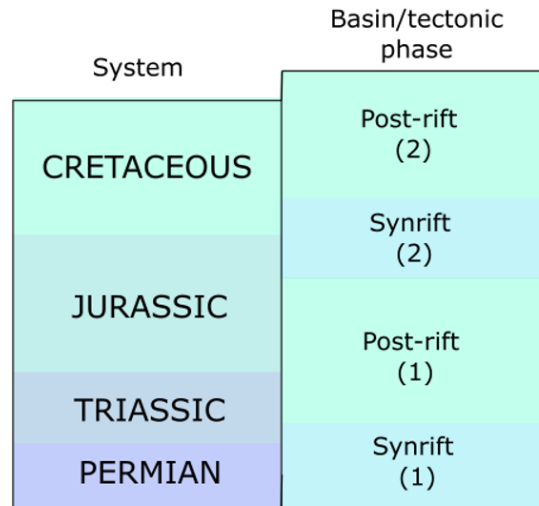 System
Basin/tectonic
phase
CRETACEOUS
JURASSIC
TRIASSIC
PERMIAN
Post-rift
(2)
Synrift
(2)
Post-rift
(1)
Synrift
(1)